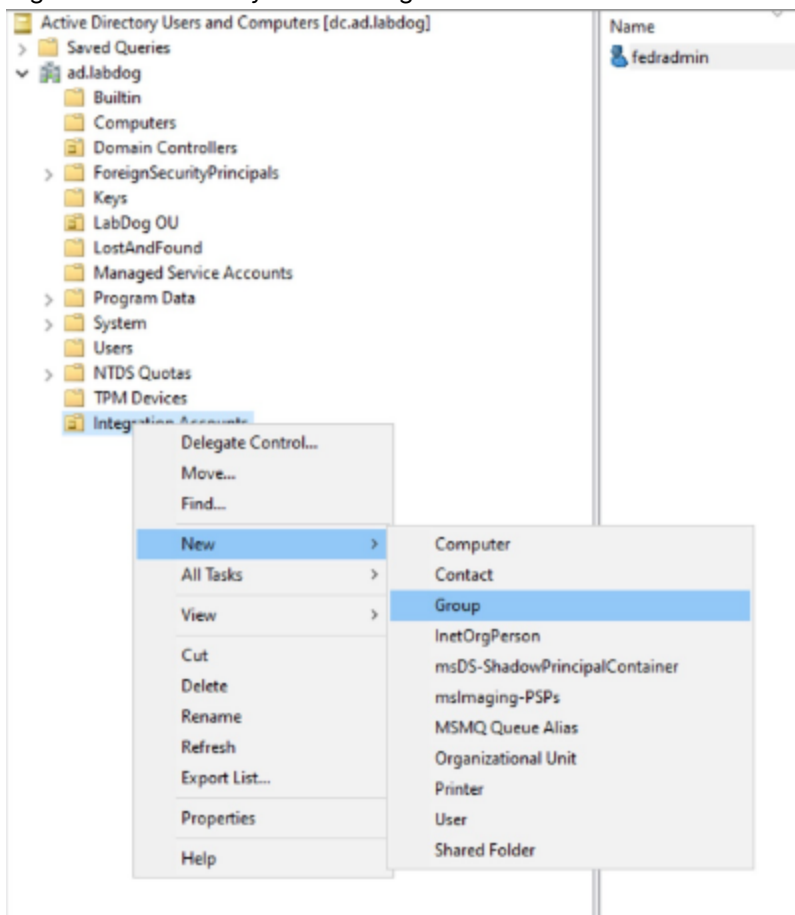 Active Directory Users and Computers [dc.ad.labdog]
Saved Queries
ad.labdog
Builtin
Computers
Domain Controllers
ForeignSecurityPrincipals
Keys
LabDog OU
LostAndFound
Managed Service Accounts
Program Data
System
Users
NTDS Quotas
TPM Devices
Integration Accounts
Name
fedradmin
Delegate Control...
Move...
Find...
New
All Tasks
View
Cut
Delete
Rename
Refresh
Export List...
Properties
Help
Computer
Contact
Group
InetOrgPerson
msDS-ShadowPrincipalContainer
msImaging-PSPs
MSMQ Queue Alias
Organizational Unit
Printer
User
Shared Folder